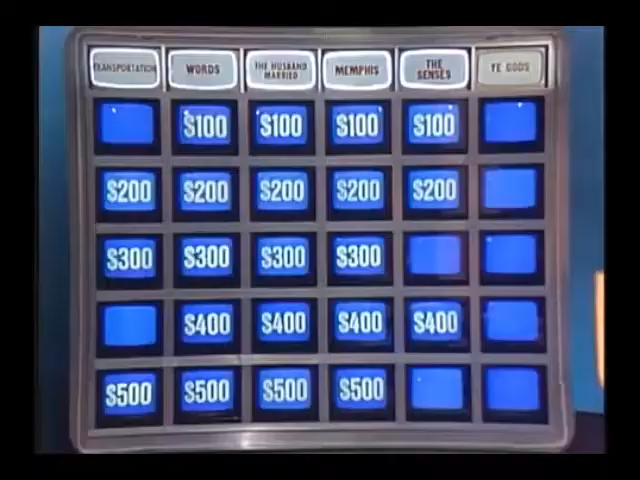 TRANSPORTATION WORDS THE HUSBAND MARRIED MEMPHIS THE SENSES YE GODS
$100 $100 $100 $100
$200 $200 $200 $200 $200
$300 $300 $300 $300
$400 $400 $400 $400
$500 $500 $500 $500